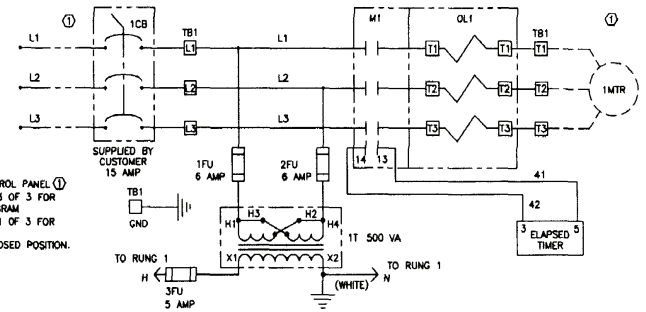 1
1CB
L1
TB1
L1
L1
M1
OL1
T1
T1
TB1
T1
1
L2
L2
L2
T2
T2
T2
1MTR
L3
L3
L3
T3
T3
T3
SUPPLIED BY
CUSTOMER
15 AMP
1FU
6 AMP
2FU
6 AMP
14
13
41
42
ROL PANEL 1
OF 3 FOR
GRAM
OF 3 FOR
OSED POSITION.
TB1
GND
H1
H3
H2
H4
1T 500 VA
3
5
ELAPSED
TIMER
X1
X2
TO RUNG 1
H
3FU
5 AMP
(WHITE)
N
TO RUNG 1